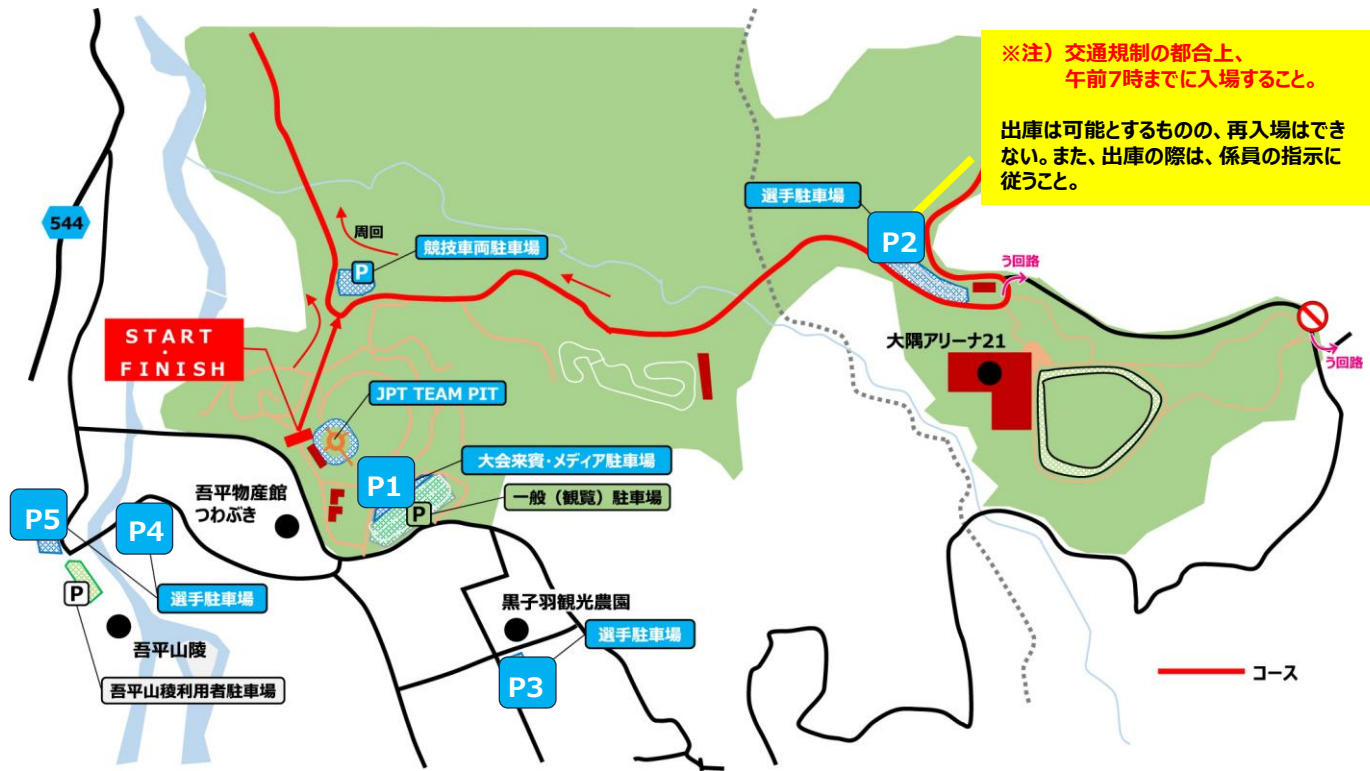 ※注）交通規制の都合上、
午前7時までに入場すること。
出庫は可能とするものの、再入場はでき
ない。また、出庫の際は、係員の指示に
従うこと。
選手駐車場
P2
544
周回
競技車両駐車場
P
う回路
START
・
FINISH
大隅アリーナ21
う回路
JPT TEAM PIT
大会来賓・メディア駐車場
P1
一般（観覧）駐車場
P
吾平物産館
つわぶき
P5
P4
P
選手駐車場
黒子羽観光農園
選手駐車場
吾平山陵
P3
コース
吾平山稜利用者駐車場